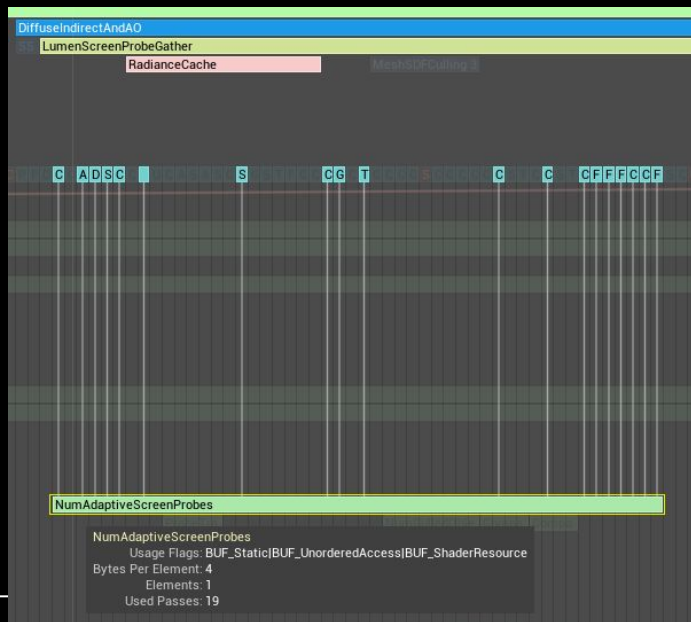 DiffuseIndirectAndAO
SS LumenScreenProbeGather
RadianceCache MeshSDFCulling 3
C A D S C S C G T S C C C F F F C C F
NumAdaptiveScreenProbes
NumAdaptiveScreenProbes
Usage Flags: BUF_Static|BUF_UnorderedAccess|BUF_ShaderResource
Bytes Per Element: 4
Elements: 1
Used Passes: 19